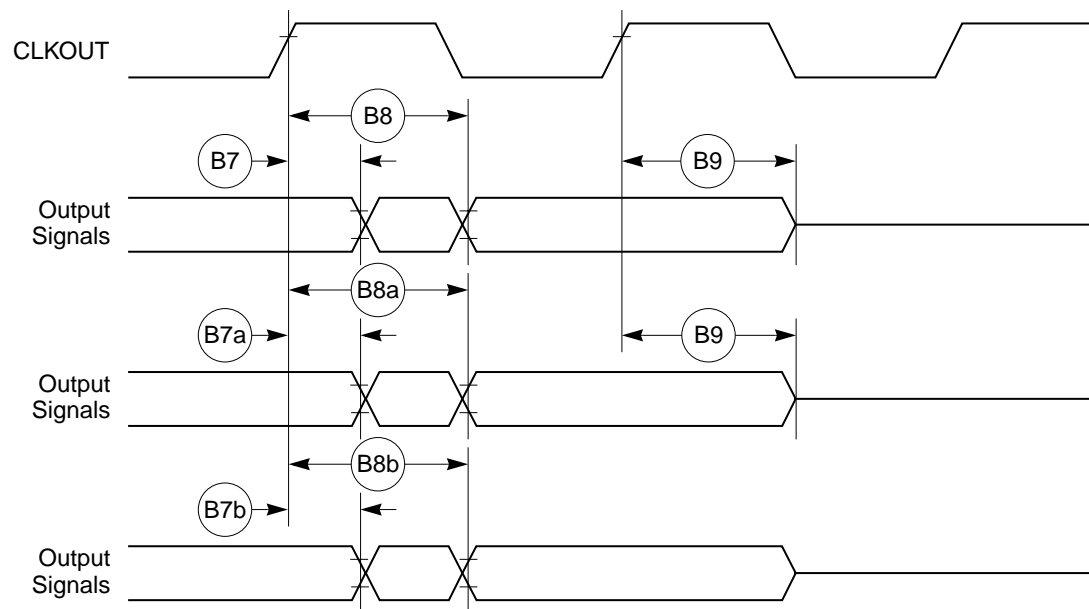 CLKOUT
B8
B7
B9
Output
Signals
B8a
B7a
B9
Output
Signals
B8b
B7b
Output
Signals